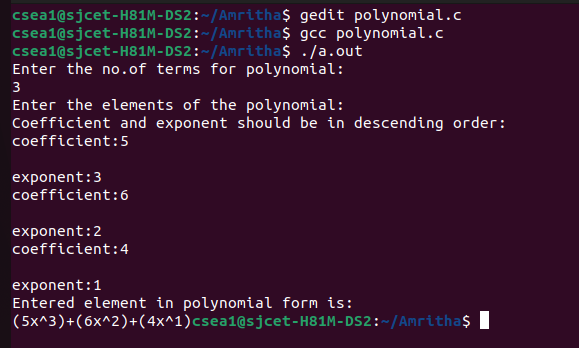 csea1@sjcet-H81M-DS2:~/Amritha$ gedit polynomial.c
csea1@sjcet-H81M-DS2:~/Amritha$ gcc polynomial.c
csea1@sjcet-H81M-DS2:~/Amritha$ ./a.out
Enter the no.of terms for polynomial:
3
Enter the elements of the polynomial:
Coefficient and exponent should be in descending order:
coefficient:5
exponent:3
coefficient:6
exponent:2
coefficient:4
exponent:1
Entered element in polynomial form is:
(5x^3)+(6x^2)+(4x^1)csea1@sjcet-H81M-DS2:~/Amritha$